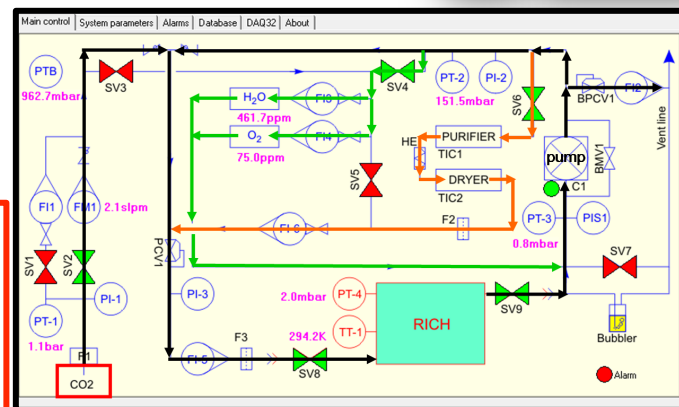 Main control System parameters Alarms Database DAQ32 About
PTB
962.7mbar
SV3
SV4
PT-2
PI-2
151.5mbar
SV6
BPCV1
FI2
Vent line
H2O
461.7ppm
FI3
O2
75.0ppm
FI4
SV5
HE
PURIFIER
TIC1
DRYER
TIC2
pump
C1
BMV1
FI1
FM1
2.1slpm
SV1
SV2
PCV1
FI-6
F2
PT-3
PIS1
0.8mbar
SV7
PT-1
1.1bar
PI-1
PI-3
2.0mbar
PT-4
TT-1
294.2K
RICH
SV9
Bubbler
F1
CO2
FI-5
F3
SV8
Alarm